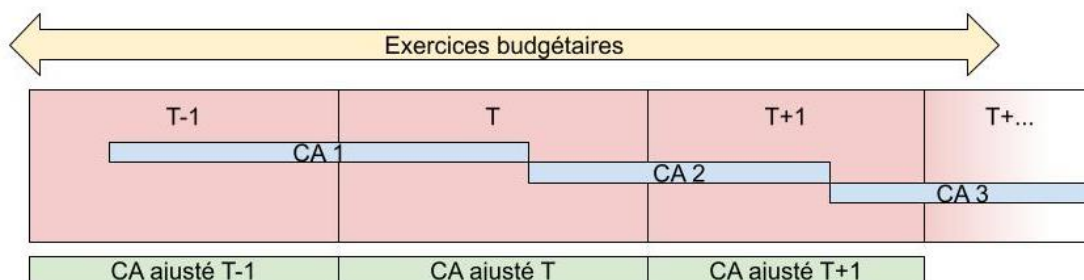 Exercices budgétaires
T-1 T T+1 T+...
CA 1
CA 2
CA 3
CA ajusté T-1 CA ajusté T CA ajusté T+1